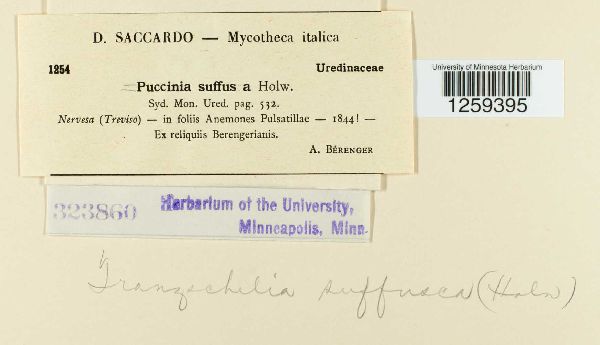 D. SACCARDO — Mycotheca italica
1254
Uredinaceae
Puccinia suffus a Holw.
Syd. Mon. Ured. pag. 532.
Nervesa (Treviso) — in foliis Anemones Pulsatillae — 1844! —
Ex reliquiis Berengerianis.
A. BÉRENGER
University of Minnesota Herbarium
1259395
323860
Herbarium of the University,
Minneapolis, Minn.
Tranzschelia suffusca (Holw)